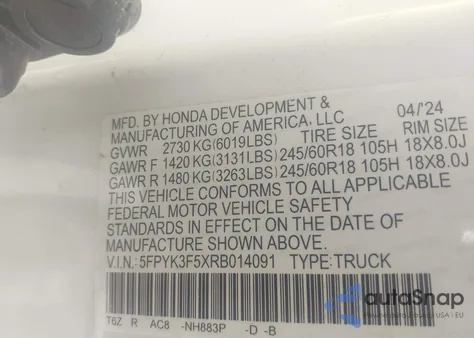 MFD. BY HONDA DEVELOPMENT &
MANUFACTURING OF AMERICA, LLC 04/24
GVWR 2730 KG(6019LBS) TIRE SIZE RIM SIZE
GAWR F 1420 KG(3131LBS) 245/60R18 105H 18X8.0J
GAWR R 1480 KG(3263LBS) 245/60R18 105H 18X8.0J
THIS VEHICLE CONFORMS TO ALL APPLICABLE
FEDERAL MOTOR VEHICLE SAFETY
STANDARDS IN EFFECT ON THE DATE OF
MANUFACTURE SHOWN ABOVE.
V.I.N.:5FPYK3F5XRB014091 TYPE:TRUCK
T6Z R AC8 -NH883P -D -B
autoSnap
USA i EU